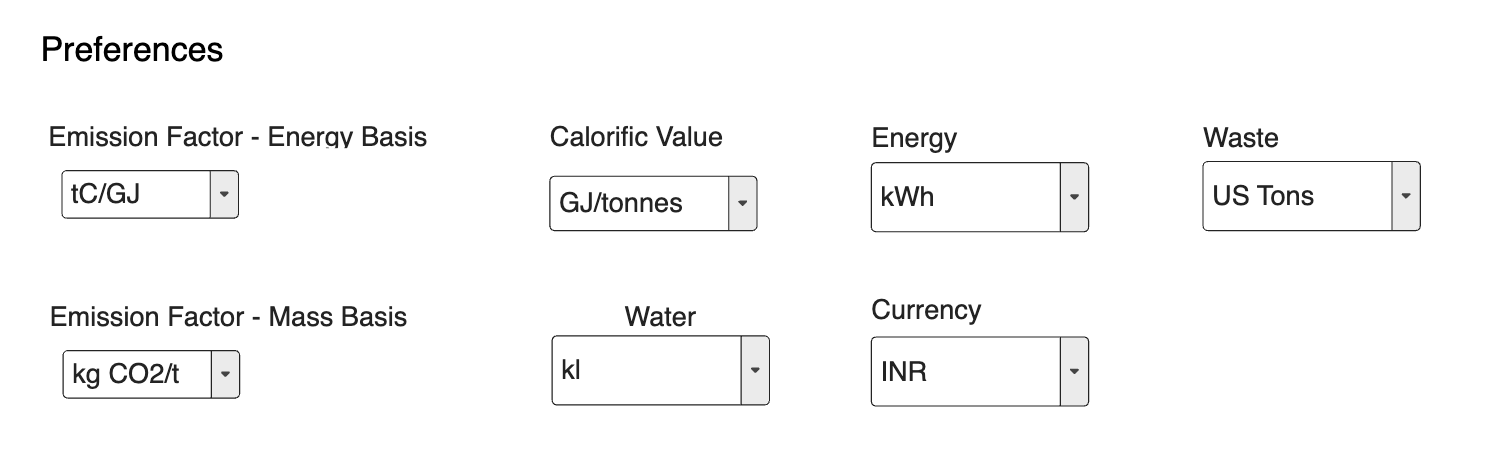 Preferences
Emission Factor - Energy Basis
Calorific Value
Energy
Waste
tC/GJ
GJ/tonnes
kWh
US Tons
Emission Factor - Mass Basis
Water
Currency
kg CO2/t
kl
INR